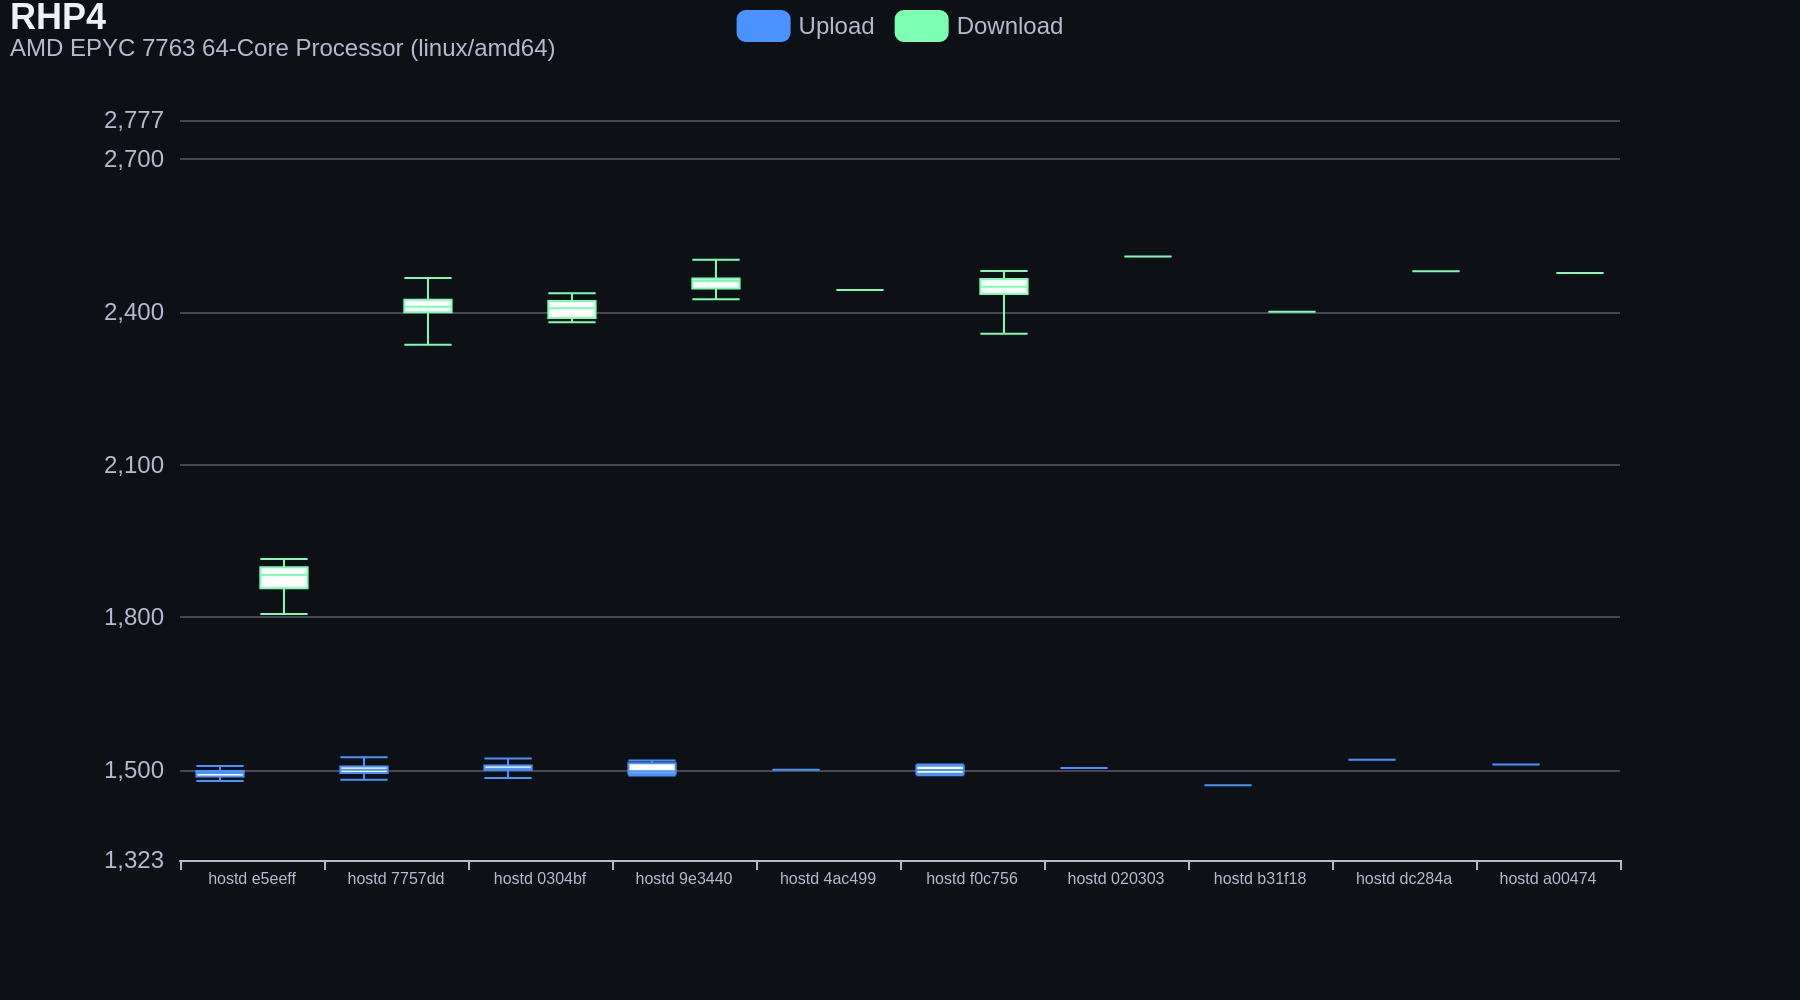 RHP4
AMD EPYC 7763 64-Core Processor (linux/amd64)
Upload
Download
2,777
2,700
2,400
2,100
1,800
1,500
1,323
hostd e5eeff
hostd 7757dd
hostd 0304bf
hostd 9e3440
hostd 4ac499
hostd f0c756
hostd 020303
hostd b31f18
hostd dc284a
hostd a00474